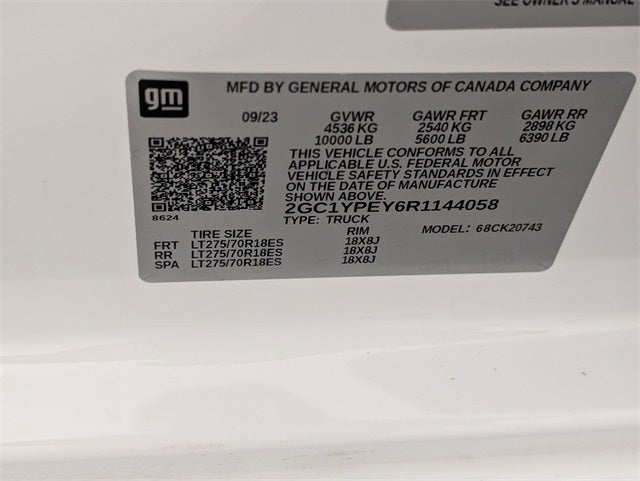 SEE OWNER'S MANUAL
gm
MFD BY GENERAL MOTORS OF CANADA COMPANY
09/23 GVWR GAWR FRT GAWR RR
4536 KG 2540 KG 2898 KG
10000 LB 5600 LB 6390 LB
THIS VEHICLE CONFORMS TO ALL
APPLICABLE U.S. FEDERAL MOTOR
VEHICLE SAFETY STANDARDS IN EFFECT
ON THE DATE OF MANUFACTURE
SHOWN ABOVE.
2GC1YPEY6R1144058
8624
TYPE: TRUCK MODEL: 68CK20743
TIRE SIZE RIM
FRT LT275/70R18ES 18X8J
RR LT275/70R18ES 18X8J
SPA LT275/70R18ES 18X8J